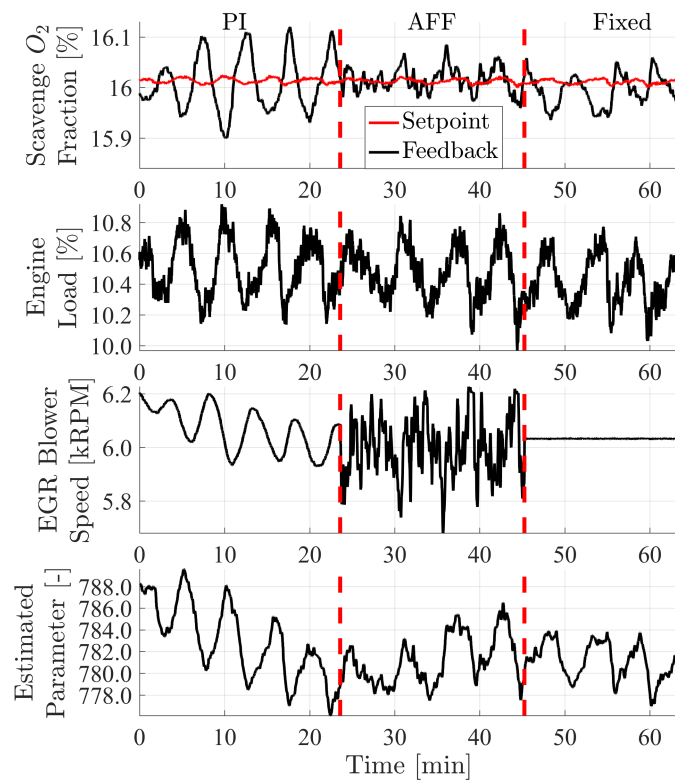 PI AFF Fixed
Scavenge O2
Fraction [%]
16.1
16
15.9
Setpoint
Feedback
0 10 20 30 40 50 60
Engine
Load [%]
10.8
10.6
10.4
10.2
10.0
0 10 20 30 40 50 60
EGR Blower
Speed [kRPM]
6.2
6.0
5.8
0 10 20 30 40 50 60
Estimated
Parameter [-]
788.0
786.0
784.0
782.0
780.0
778.0
0 10 20 30 40 50 60
Time [min]